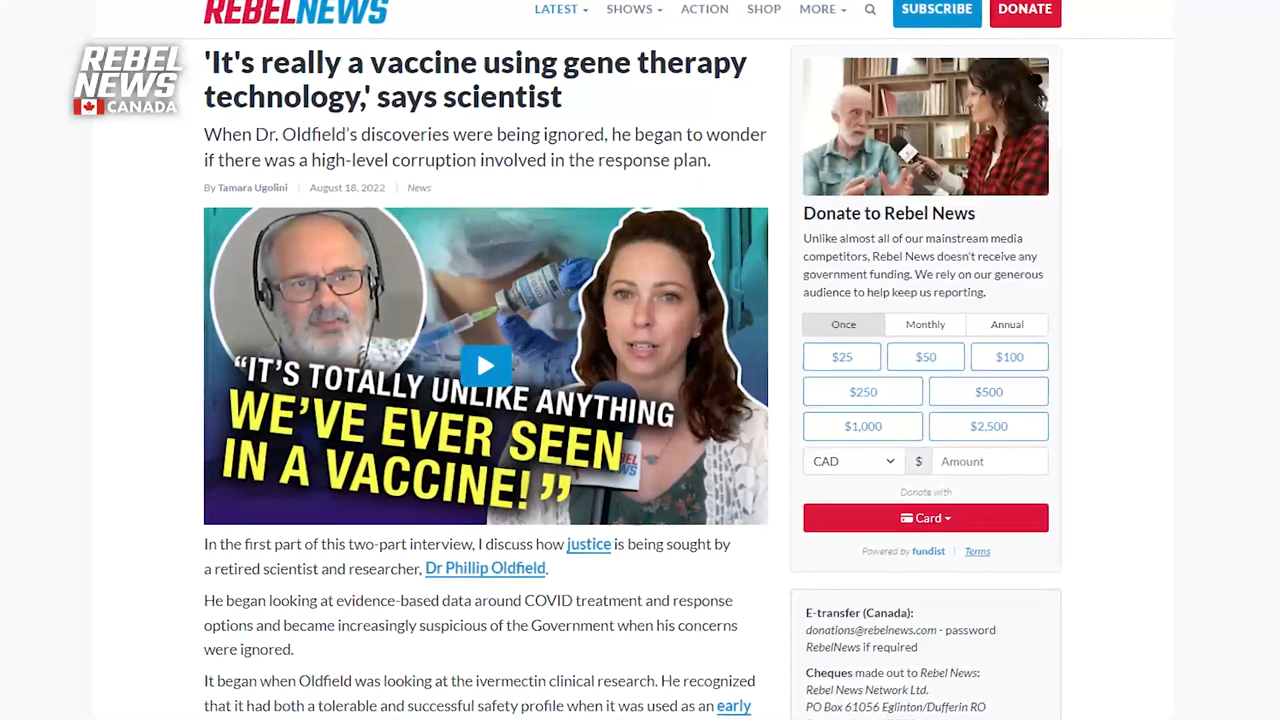 REBELNEWS
LATEST SHOWS ACTION SHOP MORE SUBSCRIBE DONATE
REBEL
NEWS
CANADA
'It's really a vaccine using gene therapy
technology,' says scientist
When Dr. Oldfield's discoveries were being ignored, he began to wonder
if there was a high-level corruption involved in the response plan.
By Tamara Ugolini | August 18, 2022 | News
"IT'S TOTALLY UNLIKE ANYTHING
WE'VE EVER SEEN
IN A VACCINE!"
In the first part of this two-part interview, I discuss how justice is being sought by
a retired scientist and researcher, Dr Phillip Oldfield.
He began looking at evidence-based data around COVID treatment and response
options and became increasingly suspicious of the Government when his concerns
were ignored.
It began when Oldfield was looking at the ivermectin clinical research. He recognized
that it had both a tolerable and successful safety profile when it was used as an early
Donate to Rebel News
Unlike almost all of our mainstream media
competitors, Rebel News doesn't receive any
government funding. We rely on our generous
audience to help keep us reporting.
Once Monthly Annual
$25 $50 $100
$250 $500
$1,000 $2,500
CAD $ Amount
Donate with
Card
Powered by fundist | Terms
E-transfer (Canada):
donations@rebelnews.com - password
RebelNews if required
Cheques made out to Rebel News:
Rebel News Network Ltd.
PO Box 61056 Eglinton/Dufferin RO